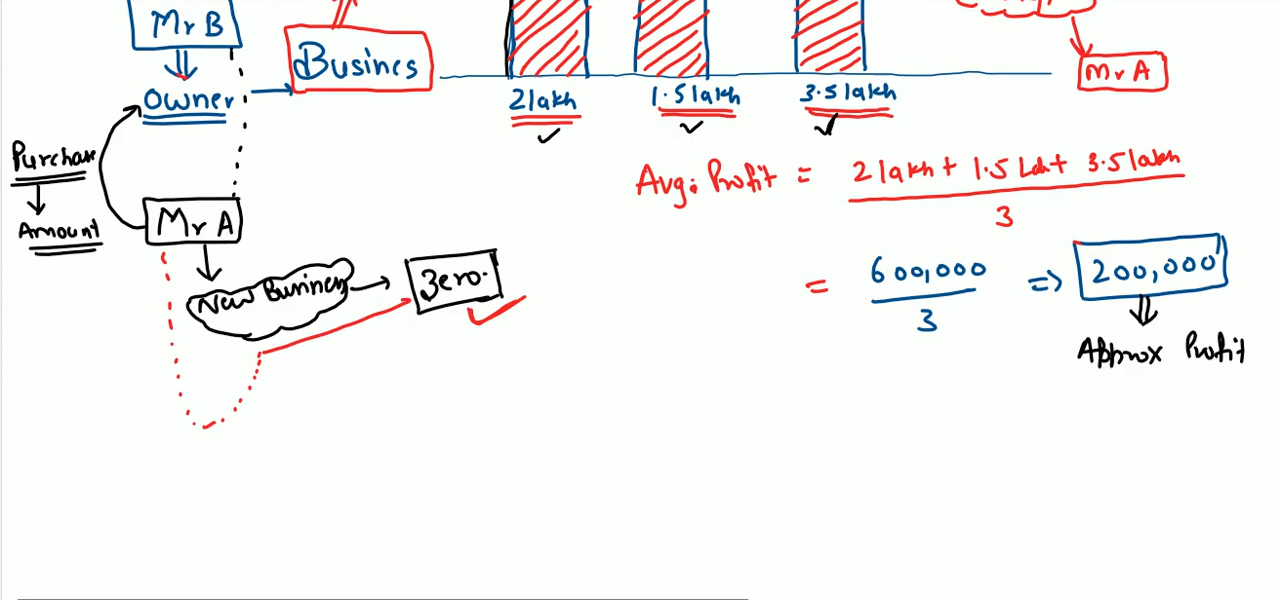 Mr B
Owner
Busincs
2 lakh
1.5 lakh
3.5 lakh
Mr A
Purchase
Amount
Mr A
New Business
Zero.
Avg. Profit = 2 lakh + 1.5 Lakh + 3.5 lakh
3
= 600,000 ⇒ 200,000
3
Approx Profit